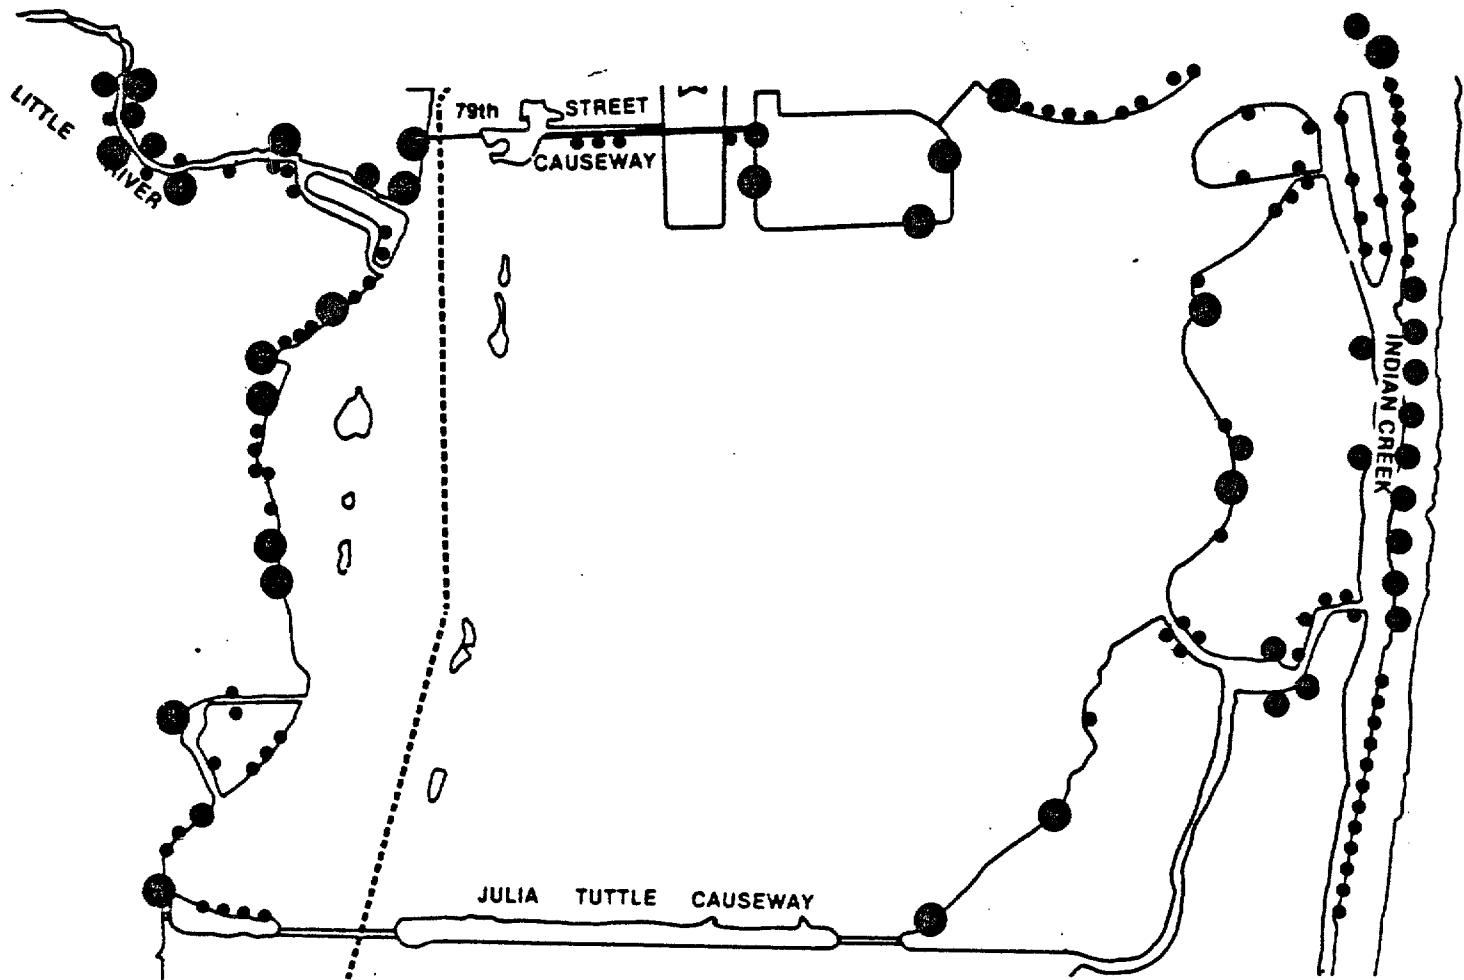 79th STREET
CAUSEWAY
LITTLE
RIVER
INDIAN CREEK
JULIA TUTTLE CAUSEWAY